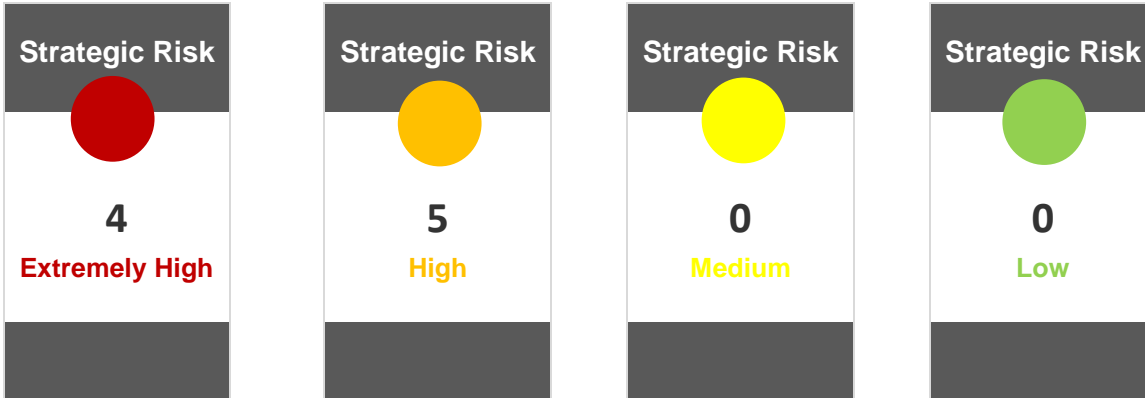 Strategic Risk
4
Extremely High
Strategic Risk
5
High
Strategic Risk
0
Medium
Strategic Risk
0
Low